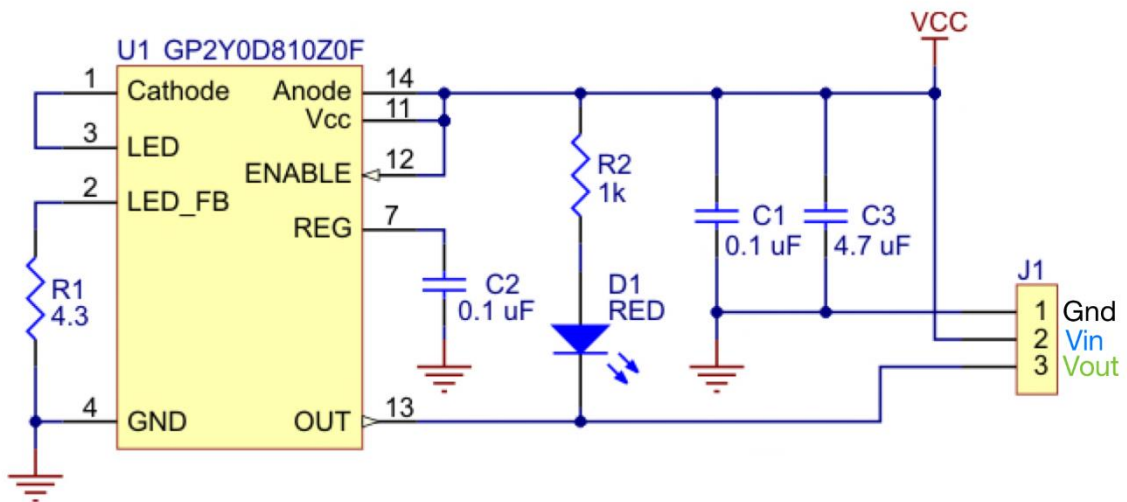 VCC
U1 GP2Y0D810Z0F
1 Cathode Anode 14
Vcc 11
3 LED
ENABLE 12
2 LED_FB
REG 7
R2
1k
C1
0.1 uF
C3
4.7 uF
R1
4.3
C2
0.1 uF
D1
RED
J1
1 Gnd
2 Vin
3 Vout
4 GND OUT 13